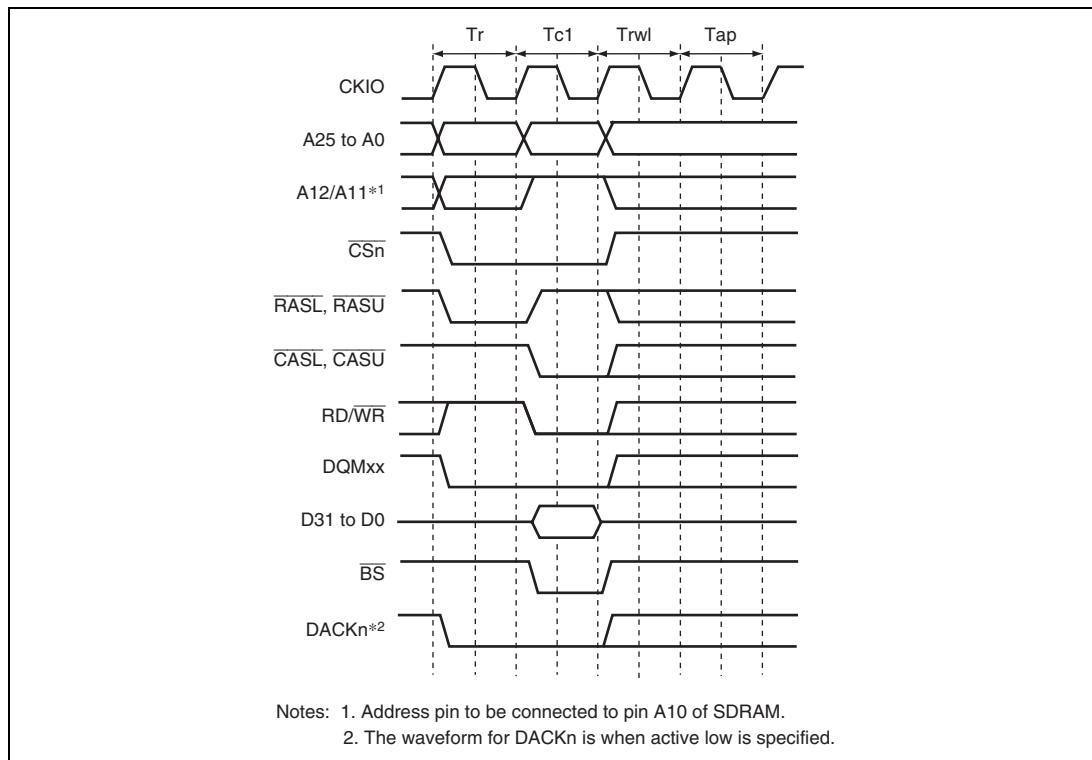 Tr Tc1 Trwl Tap
CKIO
A25 to A0
A12/A11*1
CSn
RASL, RASU
CASL, CASU
RD/WR
DQMxx
D31 to D0
BS
DACKn*2
Notes: 1. Address pin to be connected to pin A10 of SDRAM.
2. The waveform for DACKn is when active low is specified.